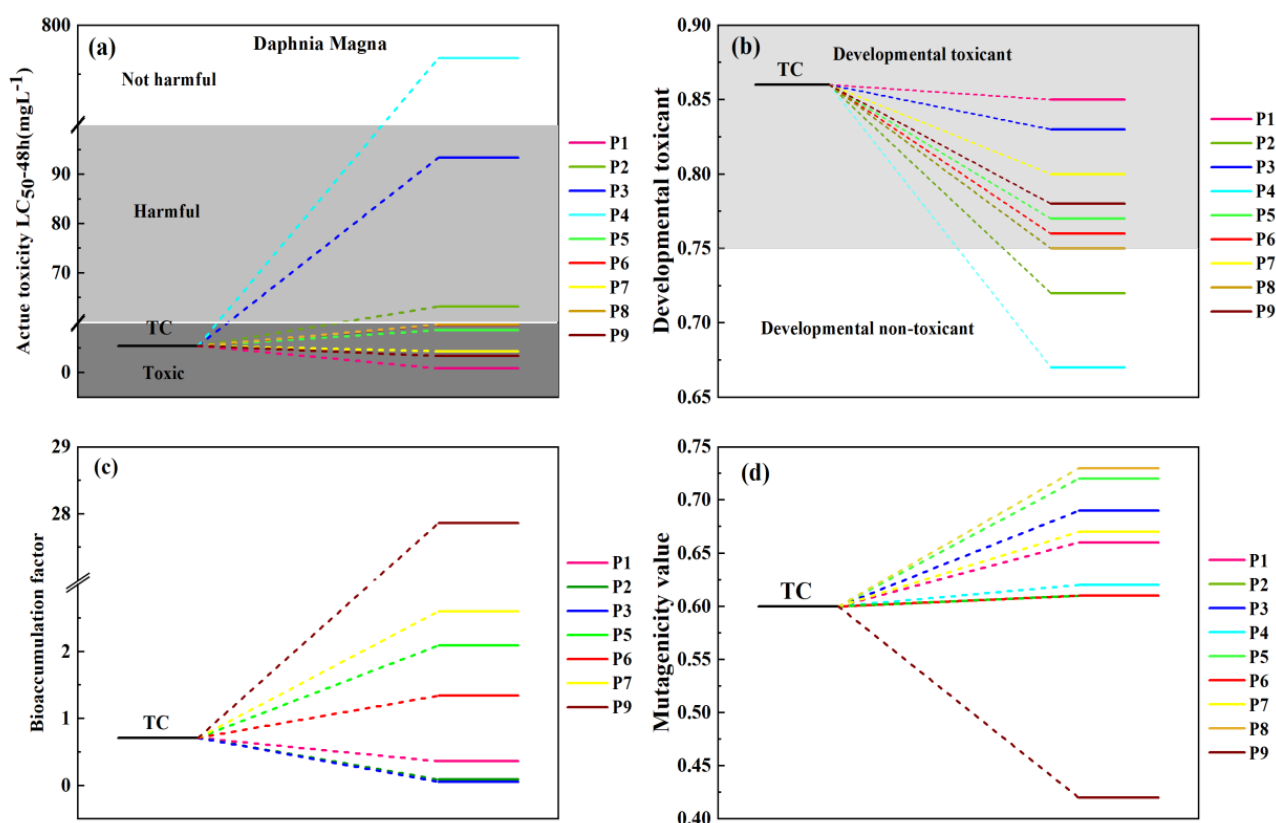 (a)
Daphnia Magna
Not harmful
Harmful
TC
Toxic
800
90
80
70
0
Actue toxicity LC50-48h(mgL-1)
P1
P2
P3
P4
P5
P6
P7
P8
P9
(b)
Developmental toxicant
TC
Developmental non-toxicant
0.90
0.85
0.80
0.75
0.70
0.65
Developmental toxicant
P1
P2
P3
P4
P5
P6
P7
P8
P9
(c)
TC
29
28
2
1
0
Bioaccumulation factor
P1
P2
P3
P5
P6
P7
P9
(d)
TC
0.75
0.70
0.65
0.60
0.55
0.50
0.45
0.40
Mutagenicity value
P1
P2
P3
P4
P5
P6
P7
P8
P9